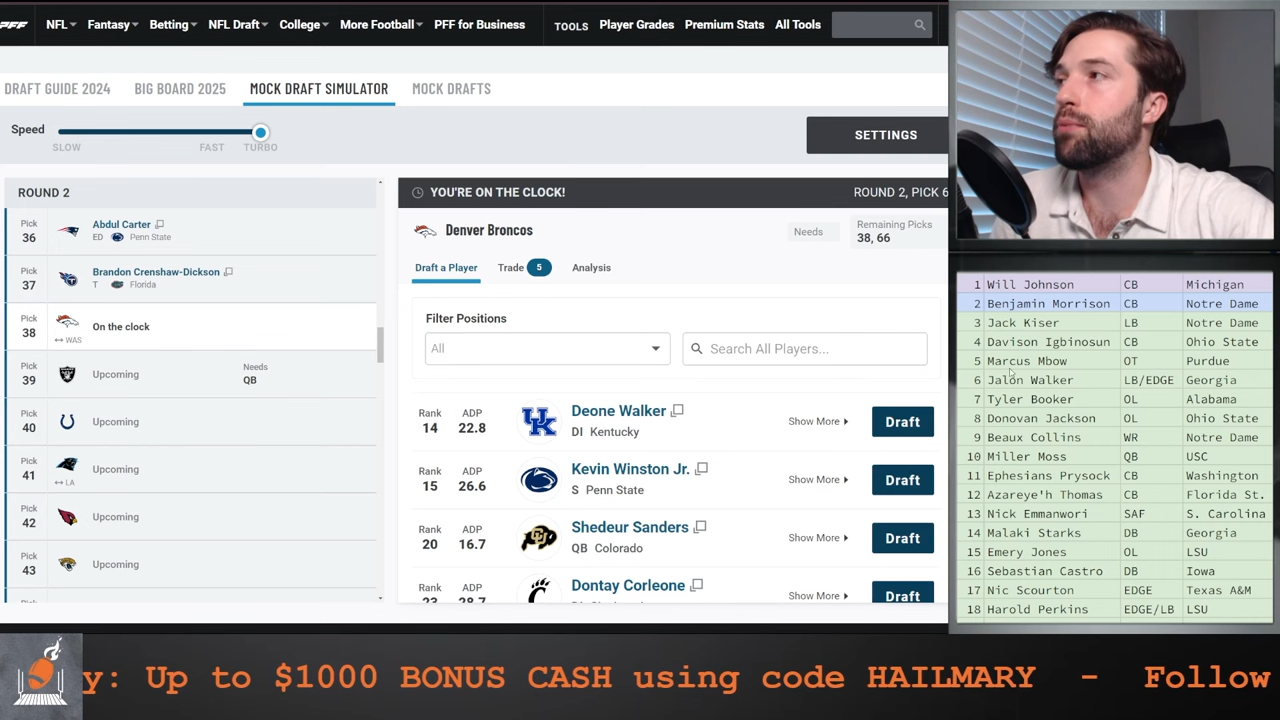 PFF
NFL Fantasy Betting NFL Draft College More Football PFF for Business TOOLS Player Grades Premium Stats All Tools
DRAFT GUIDE 2024 BIG BOARD 2025 MOCK DRAFT SIMULATOR MOCK DRAFTS
Speed
SLOW FAST TURBO
SETTINGS
ROUND 2
Pick 36 Abdul Carter
ED Penn State
Pick 37 Brandon Crenshaw-Dickson
T Florida
Pick 38 On the clock
↔ WAS
Pick 39 Upcoming Needs
QB
Pick 40 Upcoming
Pick 41 Upcoming
↔ LA
Pick 42 Upcoming
Pick 43 Upcoming
YOU'RE ON THE CLOCK! ROUND 2, PICK 6
Denver Broncos Needs Remaining Picks
38, 66
Draft a Player Trade 5 Analysis
Filter Positions
All Search All Players...
Rank 14 ADP 22.8 Deone Walker
DI Kentucky Show More Draft
Rank 15 ADP 26.6 Kevin Winston Jr.
S Penn State Show More Draft
Rank 20 ADP 16.7 Shedeur Sanders
QB Colorado Show More Draft
Rank ADP Dontay Corleone
Show More Draft
1 Will Johnson CB Michigan
2 Benjamin Morrison CB Notre Dame
3 Jack Kiser LB Notre Dame
4 Davison Igbinosun CB Ohio State
5 Marcus Mbow OT Purdue
6 Jalon Walker LB/EDGE Georgia
7 Tyler Booker OL Alabama
8 Donovan Jackson OL Ohio State
9 Beaux Collins WR Notre Dame
10 Miller Moss QB USC
11 Ephesians Prysock CB Washington
12 Azareye'h Thomas CB Florida St.
13 Nick Emmanwori SAF S. Carolina
14 Malaki Starks DB Georgia
15 Emery Jones OL LSU
16 Sebastian Castro DB Iowa
17 Nic Scourton EDGE Texas A&M
18 Harold Perkins EDGE/LB LSU
y: Up to $1000 BONUS CASH using code HAILMARY - Follow